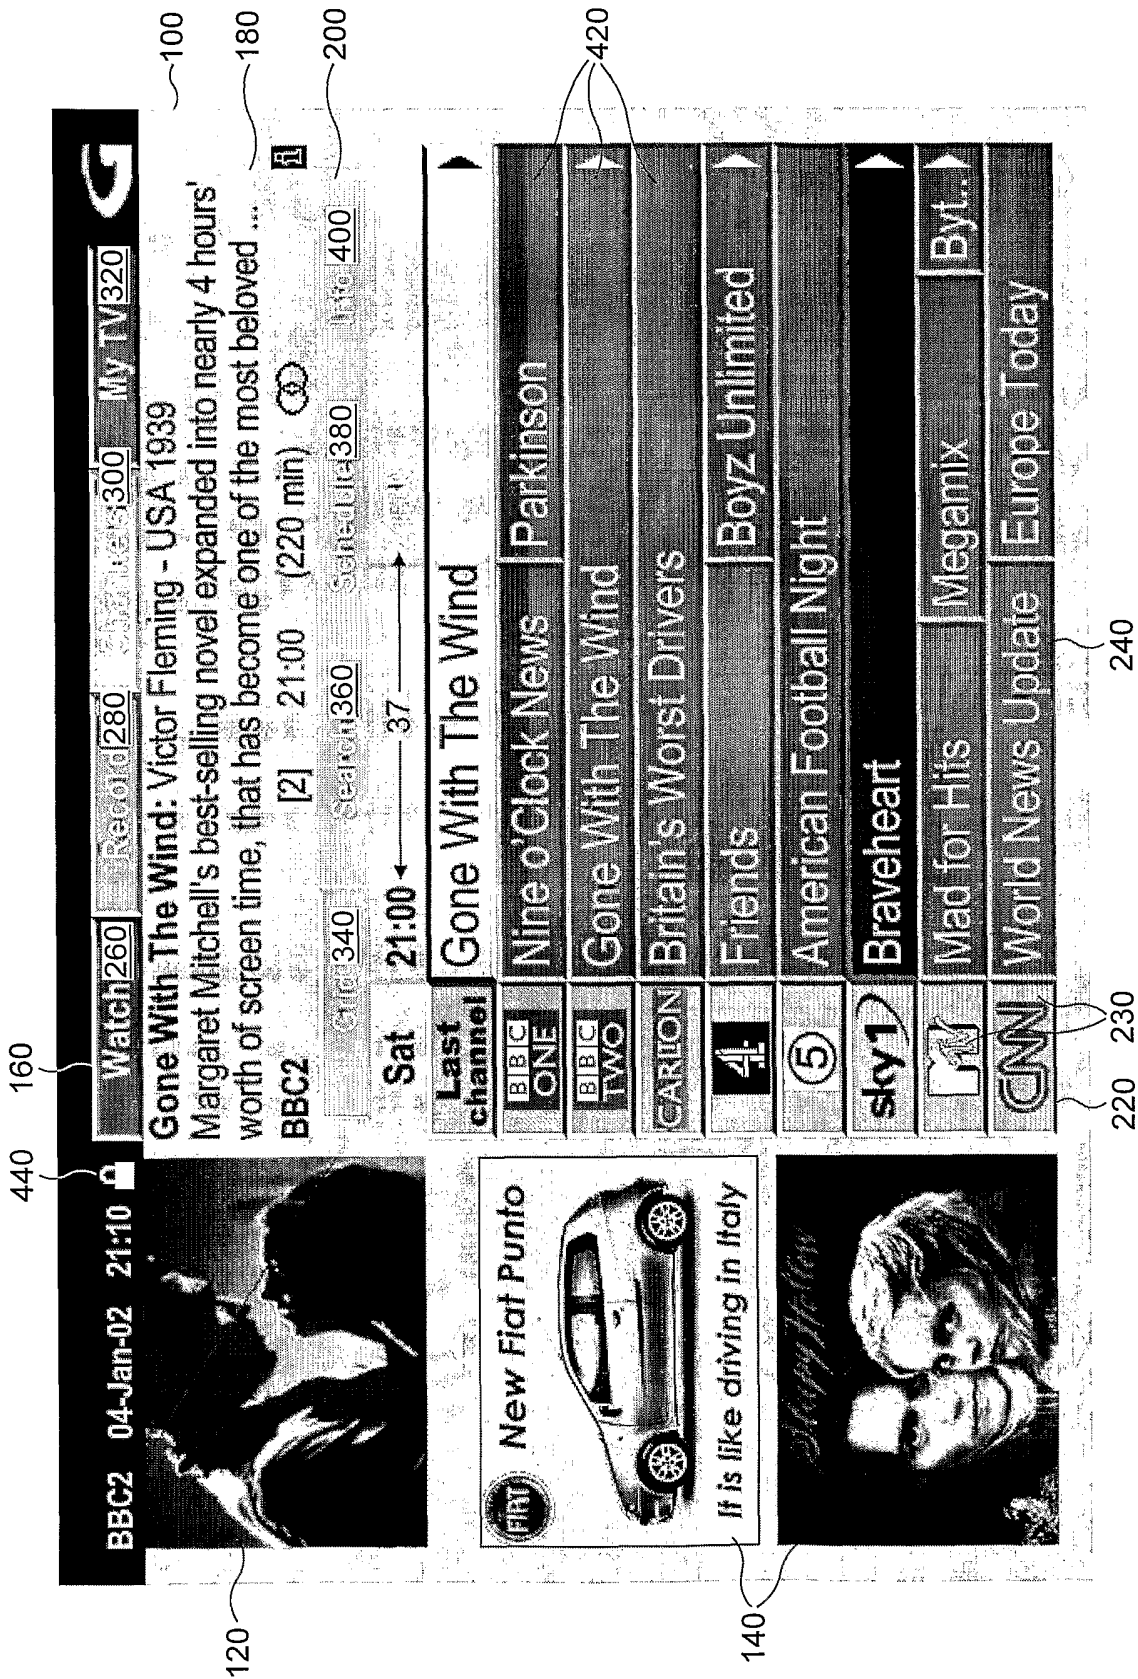 BBC2 04-Jan-02 21:10
440
160
Watch 260
Record 280
300
My TV 320
100
Gone With The Wind: Victor Fleming - USA 1939
Margaret Mitchell's best-selling novel expanded into nearly 4 hours'
worth of screen time, that has become one of the most beloved ...
180
BBC2 [2] 21:00 (220 min) i
340
Search 360
Schedule 380
Info 400
200
Sat 21:00 37
Last channel Gone With The Wind
BBC ONE Nine o'Clock News Parkinson
BBC TWO Gone With The Wind
CARLTON Britain's Worst Drivers
4 Friends Boyz Unlimited
5 American Football Night
sky1 Braveheart
MTV Mad for Hits Megamix Byt...
CNN World News Update Europe Today
420
120
FIAT New Fiat Punto
It is like driving in Italy
140
Sleepy Hollow
220
230
240